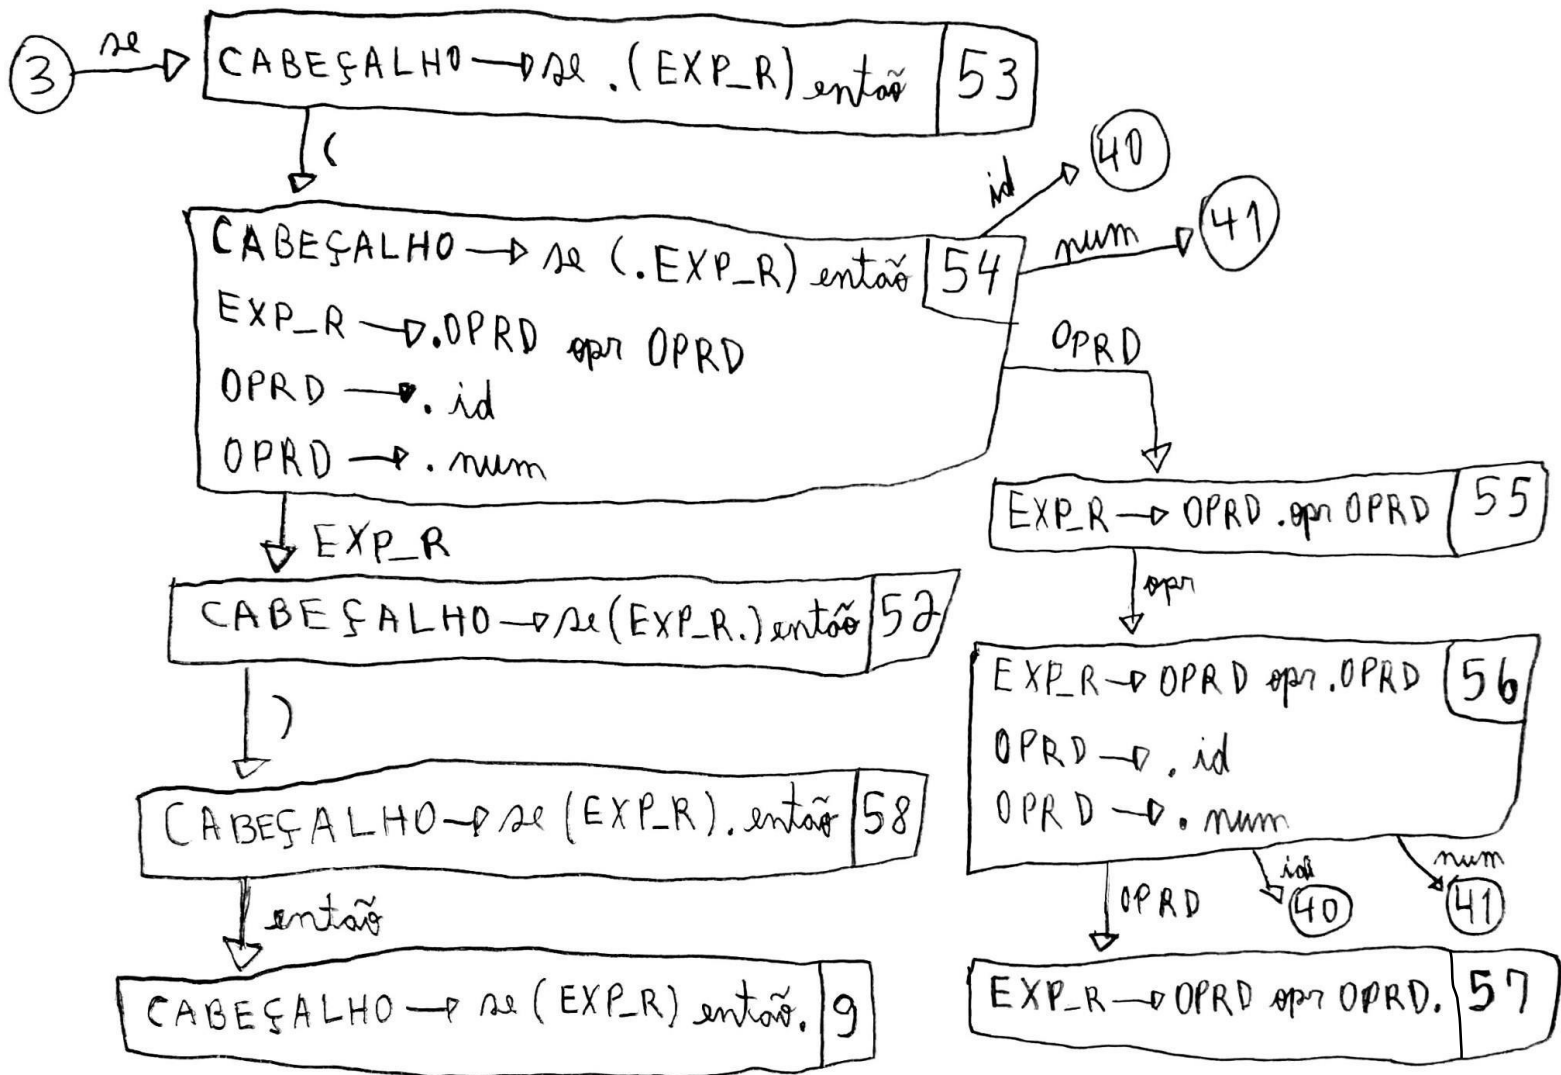 3
se
CABEÇALHO → se .(EXP_R) então 53
(
id
40
CABEÇALHO → se (.EXP_R) então 54
num
41
EXP_R → .OPRD opr OPRD
OPRD → . id
OPRD → . num
OPRD
EXP_R → OPRD .opr OPRD 55
EXP_R
opr
CABEÇALHO → se (EXP_R.) então 52
EXP_R → OPRD opr .OPRD 56
OPRD → . id
OPRD → . num
)
CABEÇALHO → se (EXP_R). então 58
OPRD
id
40
num
41
então
CABEÇALHO → se (EXP_R) então. 9
EXP_R → OPRD opr OPRD. 57